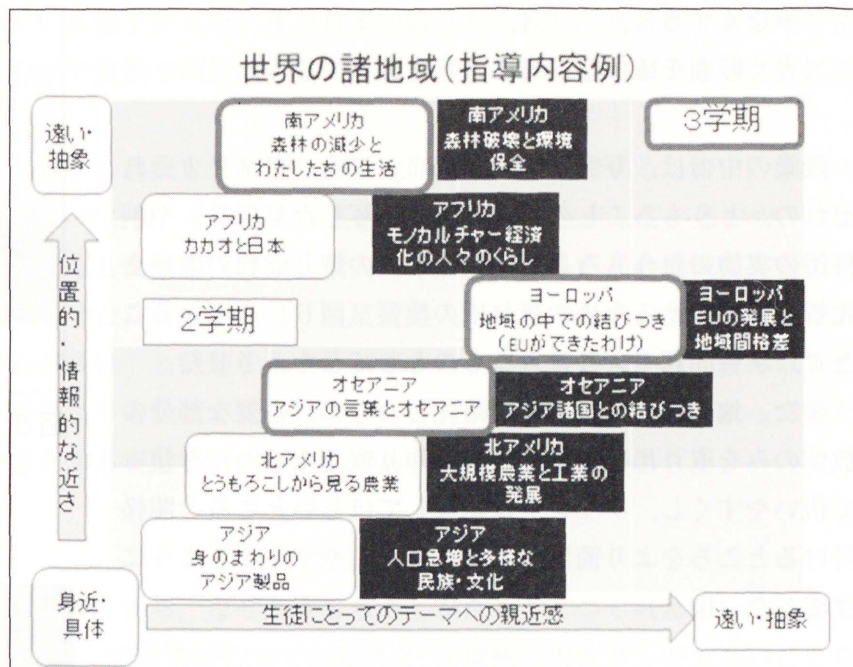 世界の諸地域(指導内容例)
遠い・
抽象
南アメリカ
森林の減少と
わたしたちの生活
南アメリカ
森林破壊と環境
保全
3学期
アフリカ
カカオと日本
アフリカ
モノカルチャー経済
化の人々のくらし
位置的・情報的な近さ
2学期
ヨーロッパ
地域の中での結びつき
(EUができたわけ)
ヨーロッパ
EUの発展と
地域間格差
オセアニア
アジアの言葉とオセアニア
オセアニア
アジア諸国との結びつき
北アメリカ
とうもろこしから見る農業
北アメリカ
大規模農業と工業の
発展
アジア
身のまわりの
アジア製品
アジア
人口急増と多様な
民族・文化
身近・
具体
生徒にとってのテーマへの親近感
遠い・抽象